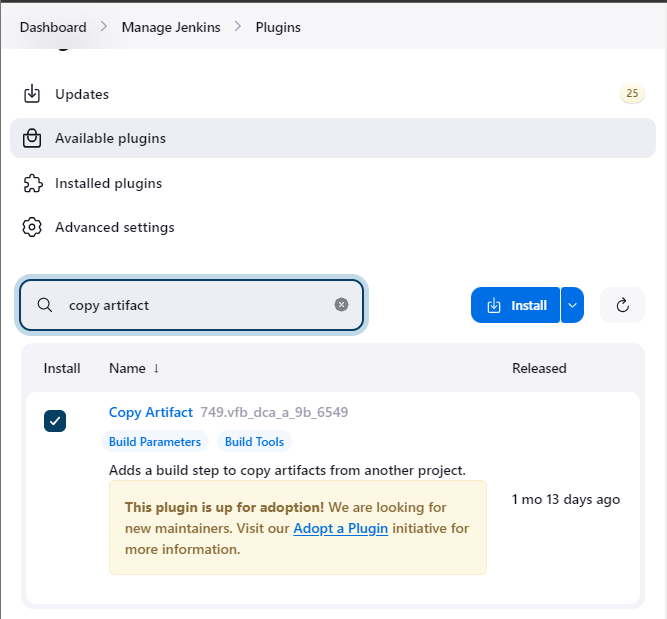 Dashboard > Manage Jenkins > Plugins
Updates 25
Available plugins
Installed plugins
Advanced settings
copy artifact Install
Install Name ↓ Released
Copy Artifact 749.vfb_dca_a_9b_6549
Build Parameters Build Tools
Adds a build step to copy artifacts from another project.
This plugin is up for adoption! We are looking for
new maintainers. Visit our Adopt a Plugin initiative for
more information.
1 mo 13 days ago